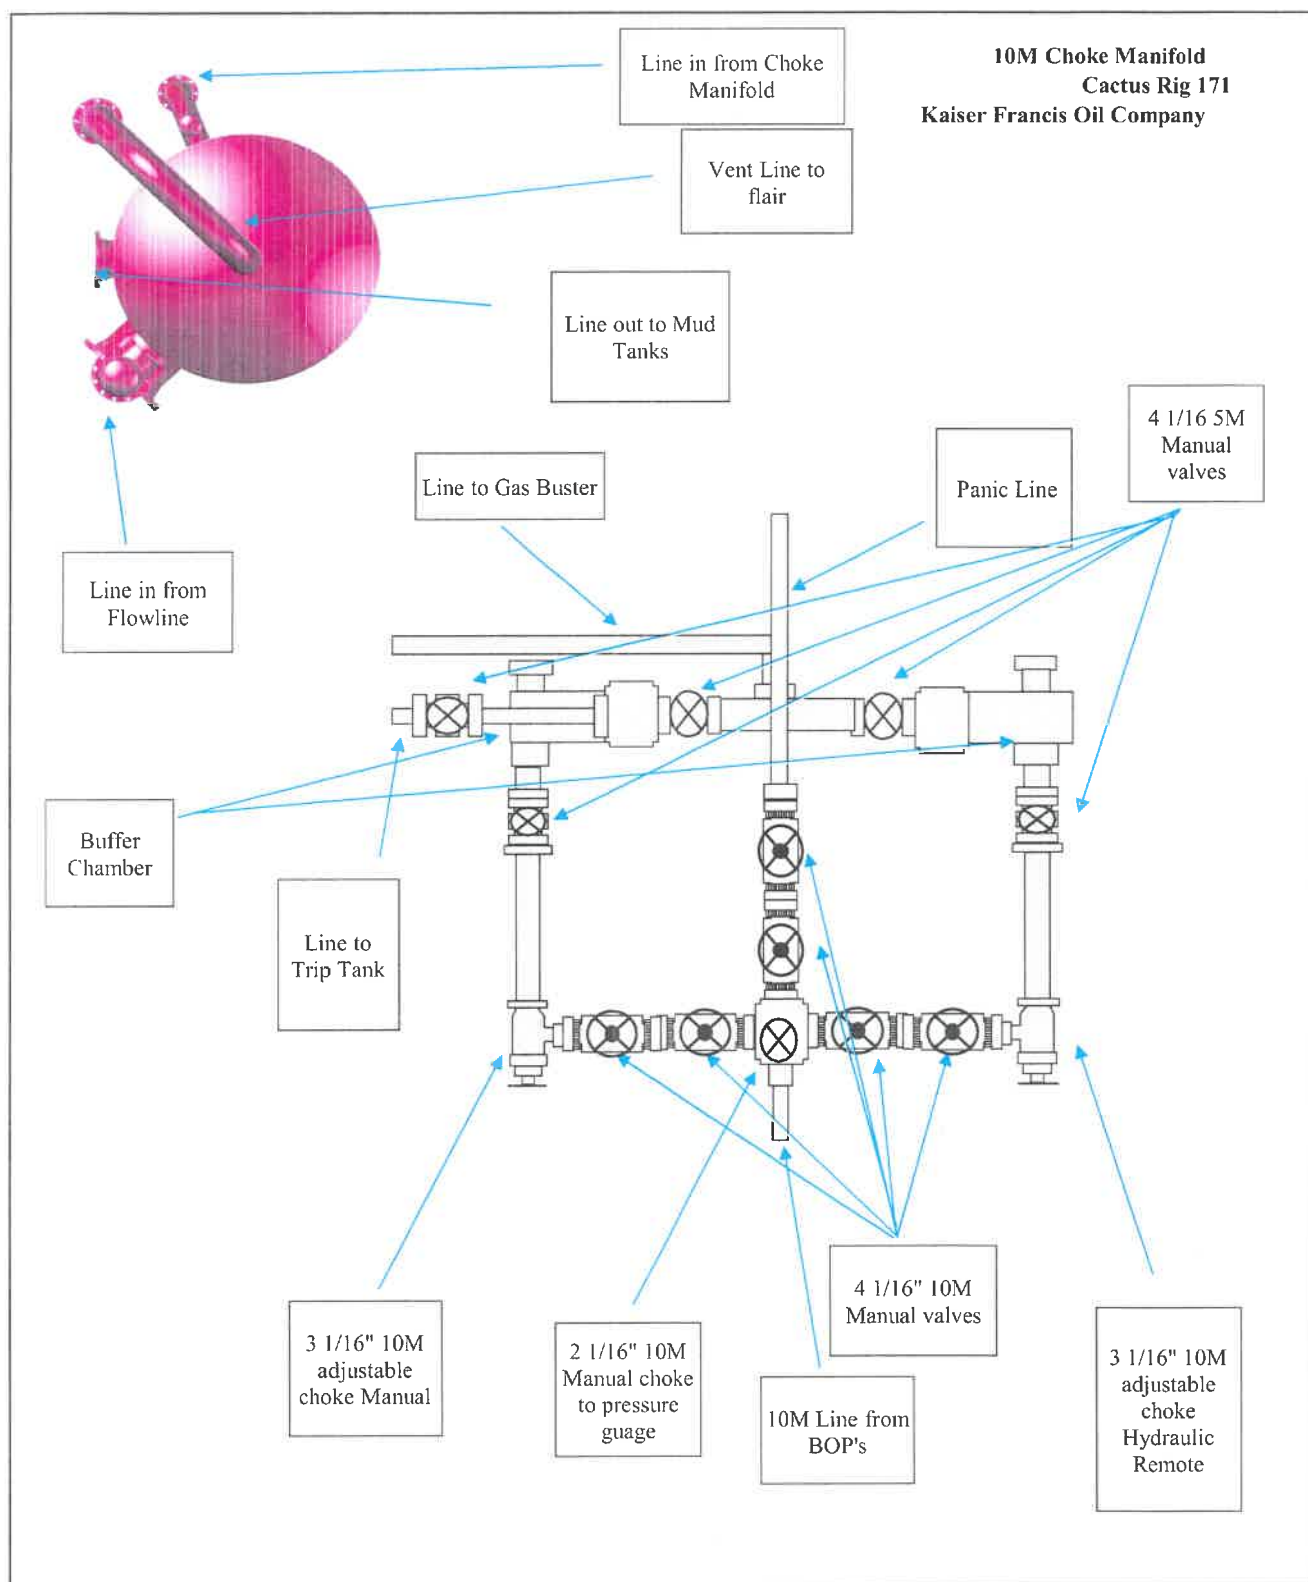 10M Choke Manifold
Cactus Rig 171
Kaiser Francis Oil Company
Line in from Choke
Manifold
Vent Line to
flair
Line out to Mud
Tanks
4 1/16 5M
Manual
valves
Line to Gas Buster
Panic Line
Line in from
Flowline
Buffer
Chamber
Line to
Trip Tank
4 1/16" 10M
Manual valves
3 1/16" 10M
adjustable
choke Manual
2 1/16" 10M
Manual choke
to pressure
guage
10M Line from
BOP's
3 1/16" 10M
adjustable
choke
Hydraulic
Remote